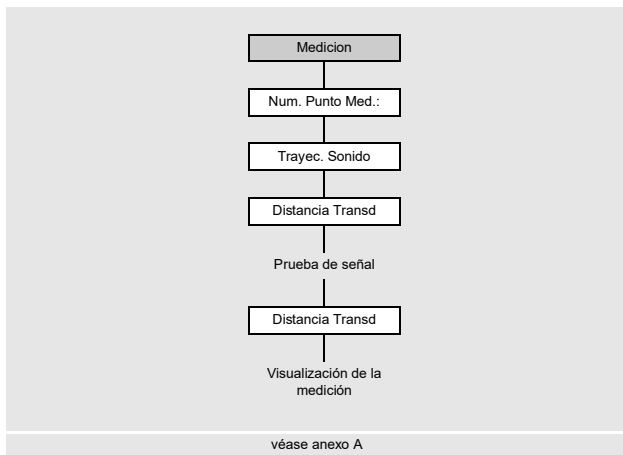 Medicion
Num. Punto Med.:
Trayec. Sonido
Distancia Transd
Prueba de señal
Distancia Transd
Visualización de la
medición
véase anexo A